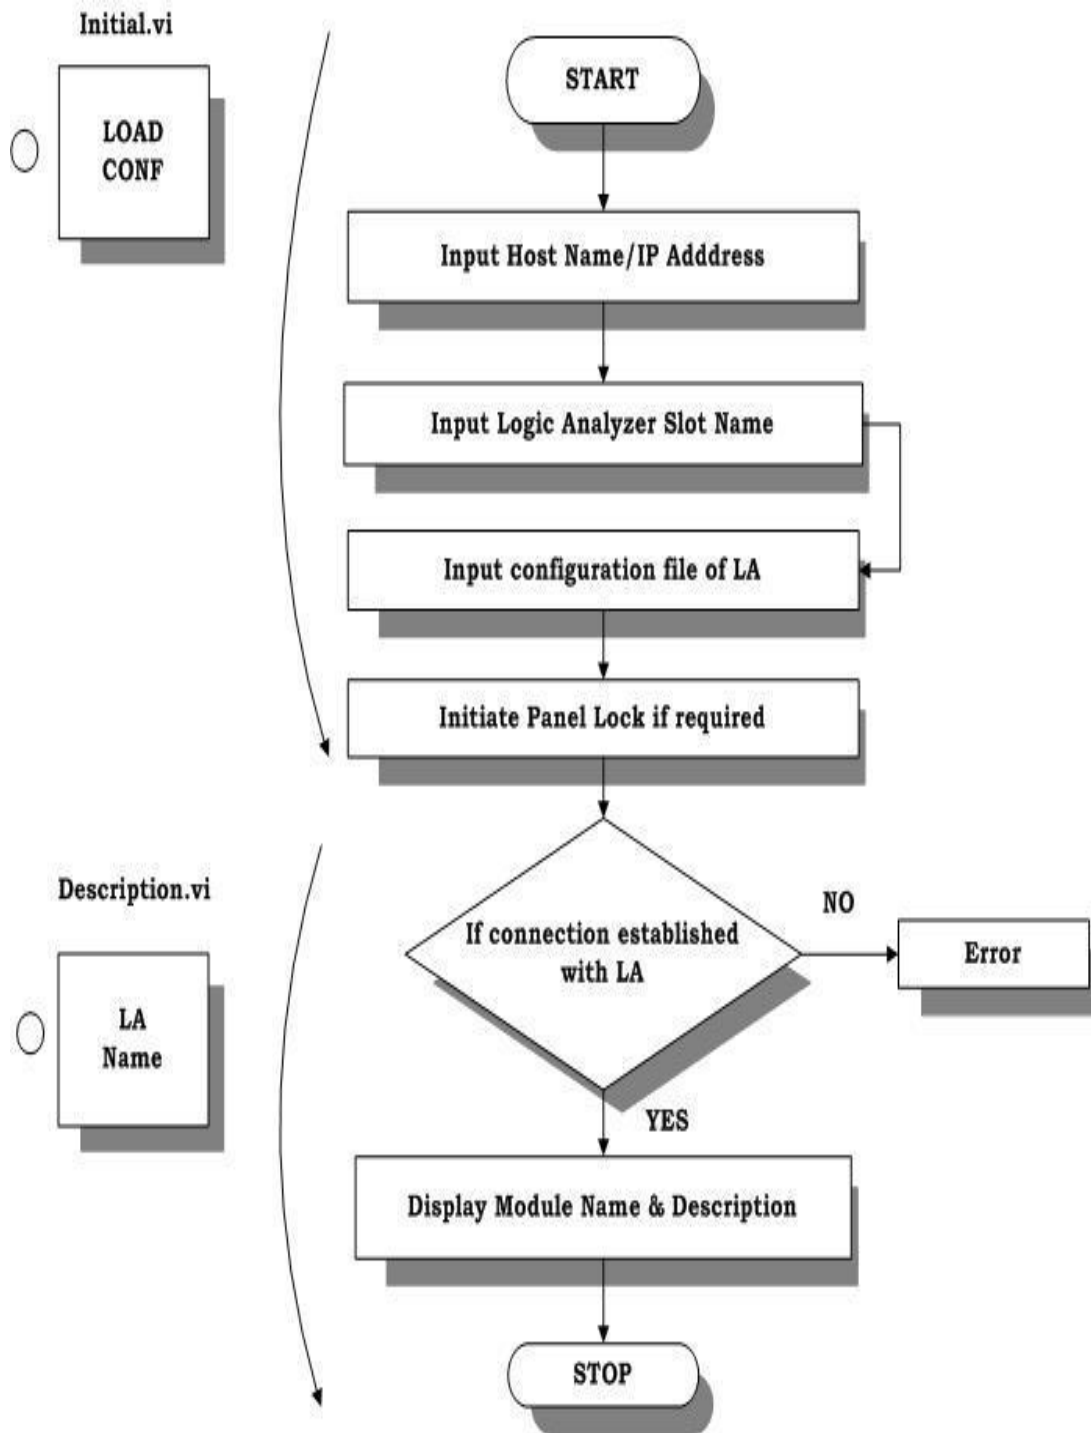 Initial.vi
LOAD
CONF
START
Input Host Name/IP Adddress
Input Logic Analyzer Slot Name
Input configuration file of LA
Initiate Panel Lock if required
Description.vi
LA
Name
If connection established
with LA
NO
Error
YES
Display Module Name & Description
STOP